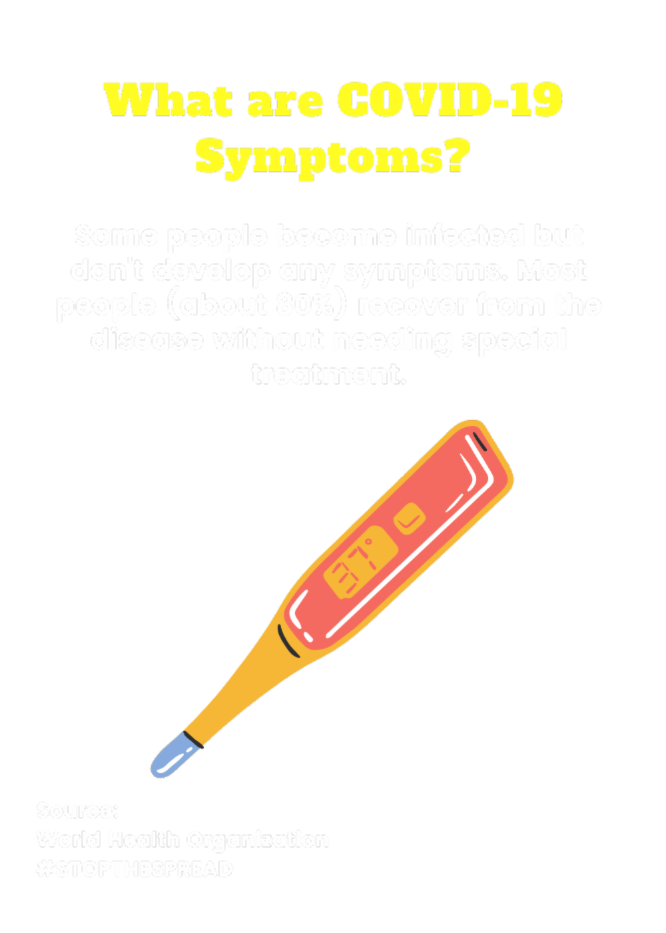 What are COVID-19
Symptoms?
Some people become infected but
don't develop any symptoms. Most
people (about 80%) recover from the
disease without needing special
treatment.
37°
Source:
World Health Organization
#STOPTHESPREAD